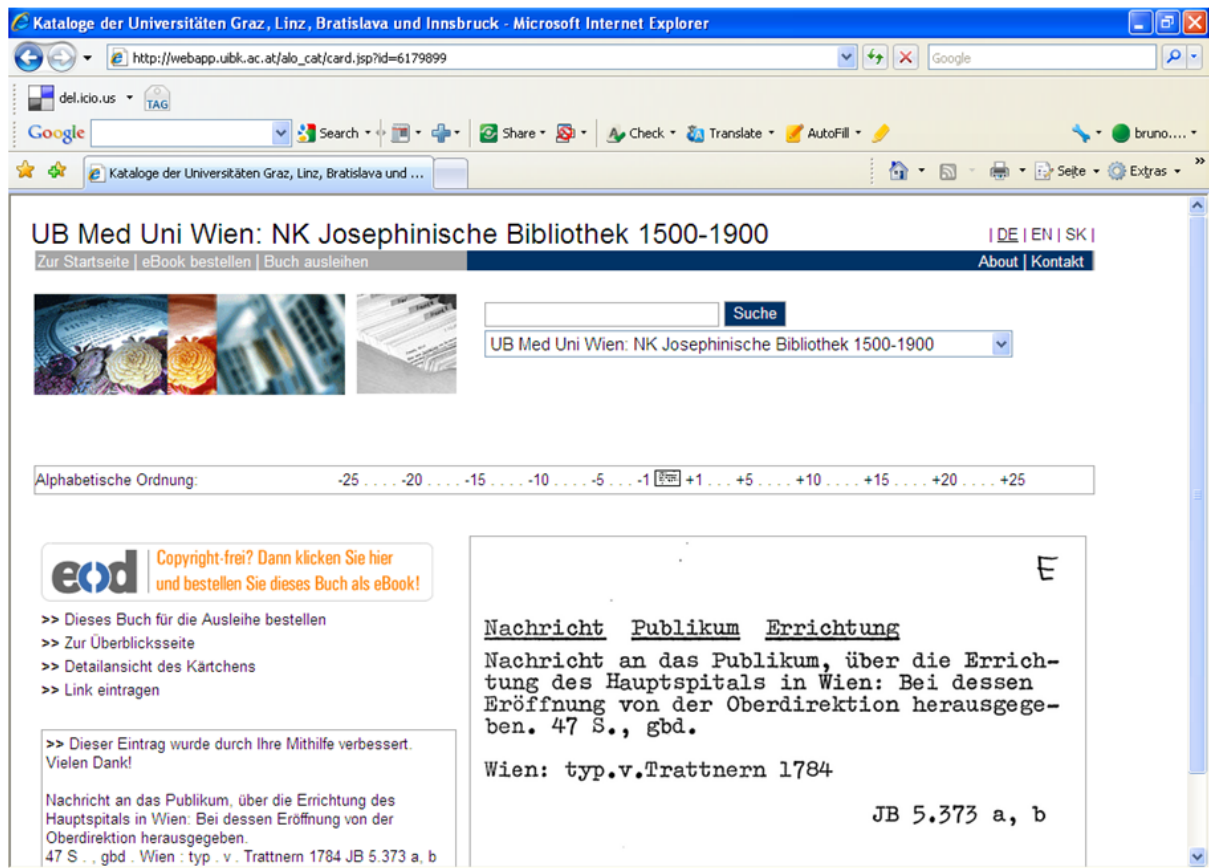 Kataloge der Universitäten Graz, Linz, Bratislava und Innsbruck - Microsoft Internet Explorer
http://webapp.uibk.ac.at/alo_cat/card.jsp?id=6179899
Google
del.icio.us
TAG
Google Search Share Check Translate AutoFill bruno....
Kataloge der Universitäten Graz, Linz, Bratislava und ...
Seite Extras »
UB Med Uni Wien: NK Josephinische Bibliothek 1500-1900
| DE | EN | SK |
Zur Startseite | eBook bestellen | Buch ausleihen
About | Kontakt
Suche
UB Med Uni Wien: NK Josephinische Bibliothek 1500-1900
Alphabetische Ordnung: -25 . . . . -20 . . . . -15 . . . . -10 . . . . -5 . . . -1 +1 . . . +5 . . . . +10 . . . . +15 . . . . +20 . . . . +25
eod
Copyright-frei? Dann klicken Sie hier
und bestellen Sie dieses Buch als eBook!
>> Dieses Buch für die Ausleihe bestellen
>> Zur Überblicksseite
>> Detailansicht des Kärtchens
>> Link eintragen
>> Dieser Eintrag wurde durch Ihre Mithilfe verbessert.
Vielen Dank!
Nachricht an das Publikum, über die Errichtung des
Hauptspitals in Wien: Bei dessen Eröffnung von der
Oberdirektion herausgegeben.
47 S . , gbd . Wien : typ . v . Trattnern 1784 JB 5.373 a, b
E
Nachricht Publikum Errichtung
Nachricht an das Publikum, über die Errich-
tung des Hauptspitals in Wien: Bei dessen
Eröffnung von der Oberdirektion herausgege-
ben. 47 S., gbd.
Wien: typ.v.Trattnern 1784
JB 5.373 a, b